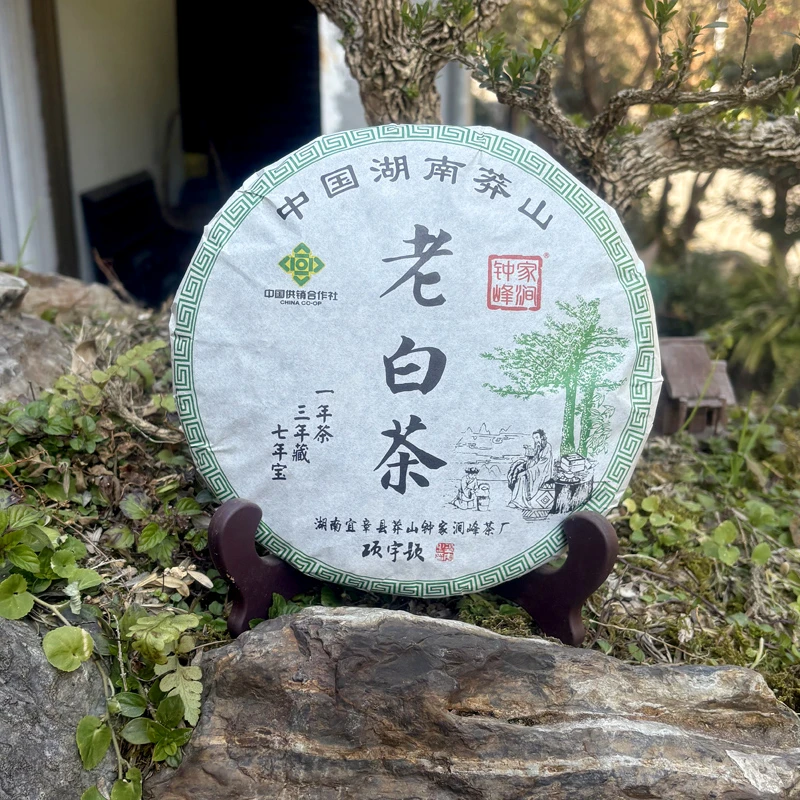 中国湖南莽山
老白茶
中国供销合作社
CHINA CO-OP
钟家涧峰
®
一年茶
三年藏
七年宝
湖南宜章县莽山钟家涧峰茶厂